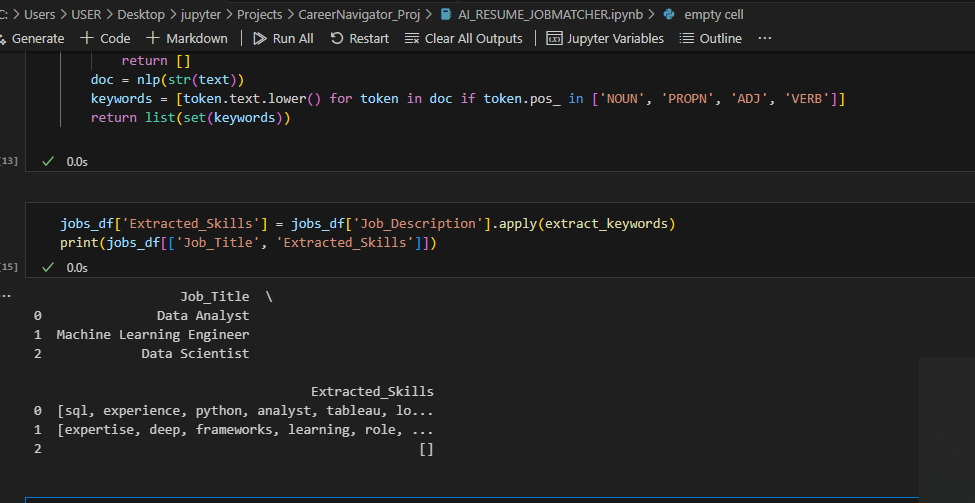 C: > Users > USER > Desktop > jupyter > Projects > CareerNavigator_Proj > AI_RESUME_JOBMATCHER.ipynb > empty cell
Generate + Code + Markdown | Run All Restart Clear All Outputs | Jupyter Variables Outline ...
return []
doc = nlp(str(text))
keywords = [token.text.lower() for token in doc if token.pos_ in ['NOUN', 'PROPN', 'ADJ', 'VERB']]
return list(set(keywords))
[13] ✓ 0.0s
jobs_df['Extracted_Skills'] = jobs_df['Job_Description'].apply(extract_keywords)
print(jobs_df[['Job_Title', 'Extracted_Skills']])
[15] ✓ 0.0s
... Job_Title \
0 Data Analyst
1 Machine Learning Engineer
2 Data Scientist
Extracted_Skills
0 [sql, experience, python, analyst, tableau, lo...
1 [expertise, deep, frameworks, learning, role, ...
2 []